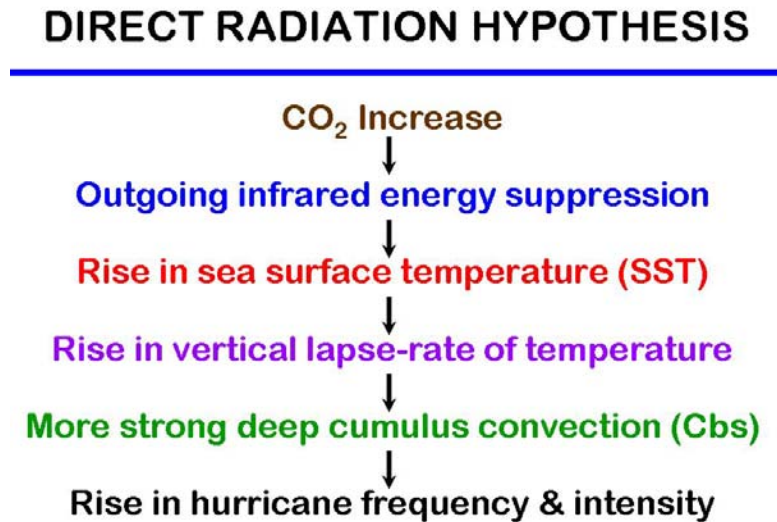 DIRECT RADIATION HYPOTHESIS
CO₂ Increase
Outgoing infrared energy suppression
Rise in sea surface temperature (SST)
Rise in vertical lapse-rate of temperature
More strong deep cumulus convection (Cbs)
Rise in hurricane frequency & intensity